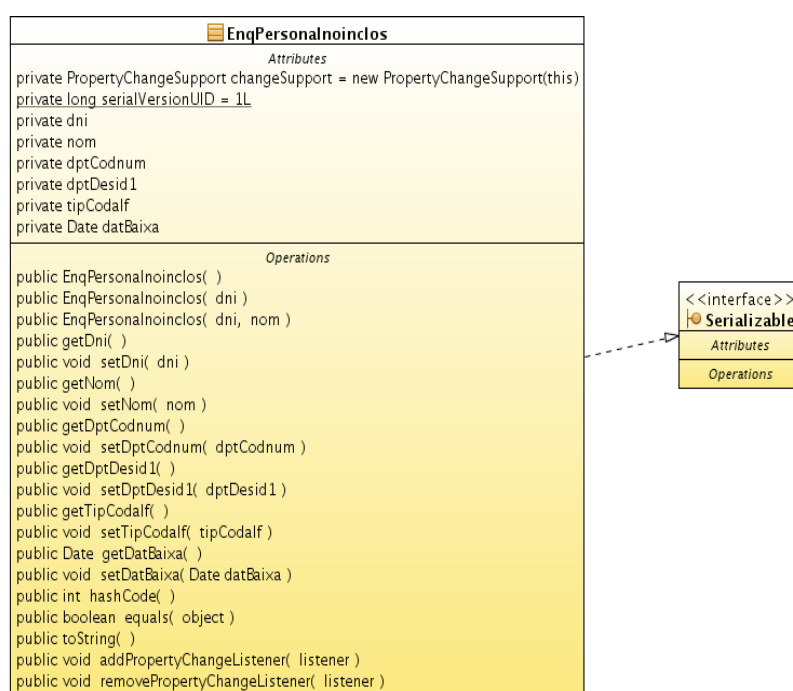 EnqPersonalnoinclos
Attributes
private PropertyChangeSupport changeSupport = new PropertyChangeSupport(this)
private long serialVersionUID = 1L
private dni
private nom
private dptCodnum
private dptDesid1
private tipCodalf
private Date datBaixa
Operations
public EnqPersonalnoinclos( )
public EnqPersonalnoinclos( dni )
public EnqPersonalnoinclos( dni, nom )
public getDni( )
public void setDni( dni )
public getNom( )
public void setNom( nom )
public getDptCodnum( )
public void setDptCodnum( dptCodnum )
public getDptDesid1( )
public void setDptDesid1( dptDesid1 )
public getTipCodalf( )
public void setTipCodalf( tipCodalf )
public Date getDatBaixa( )
public void setDatBaixa( Date datBaixa )
public int hashCode( )
public boolean equals( object )
public toString( )
public void addPropertyChangeListener( listener )
public void removePropertyChangeListener( listener )
<<interface>>
Serializable
Attributes
Operations